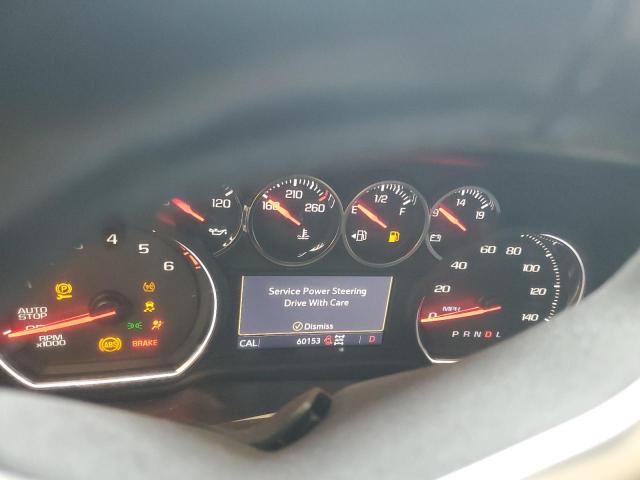 120
160 210 260
E 1/2 F
9 14 19
4 5 6
AUTO
STOP
RPM
x1000
ABS
BRAKE
Service Power Steering
Drive With Care
Dismiss
CAL 60153 D
0 20 40 60 80 100 120 140
MPH
P R N D L